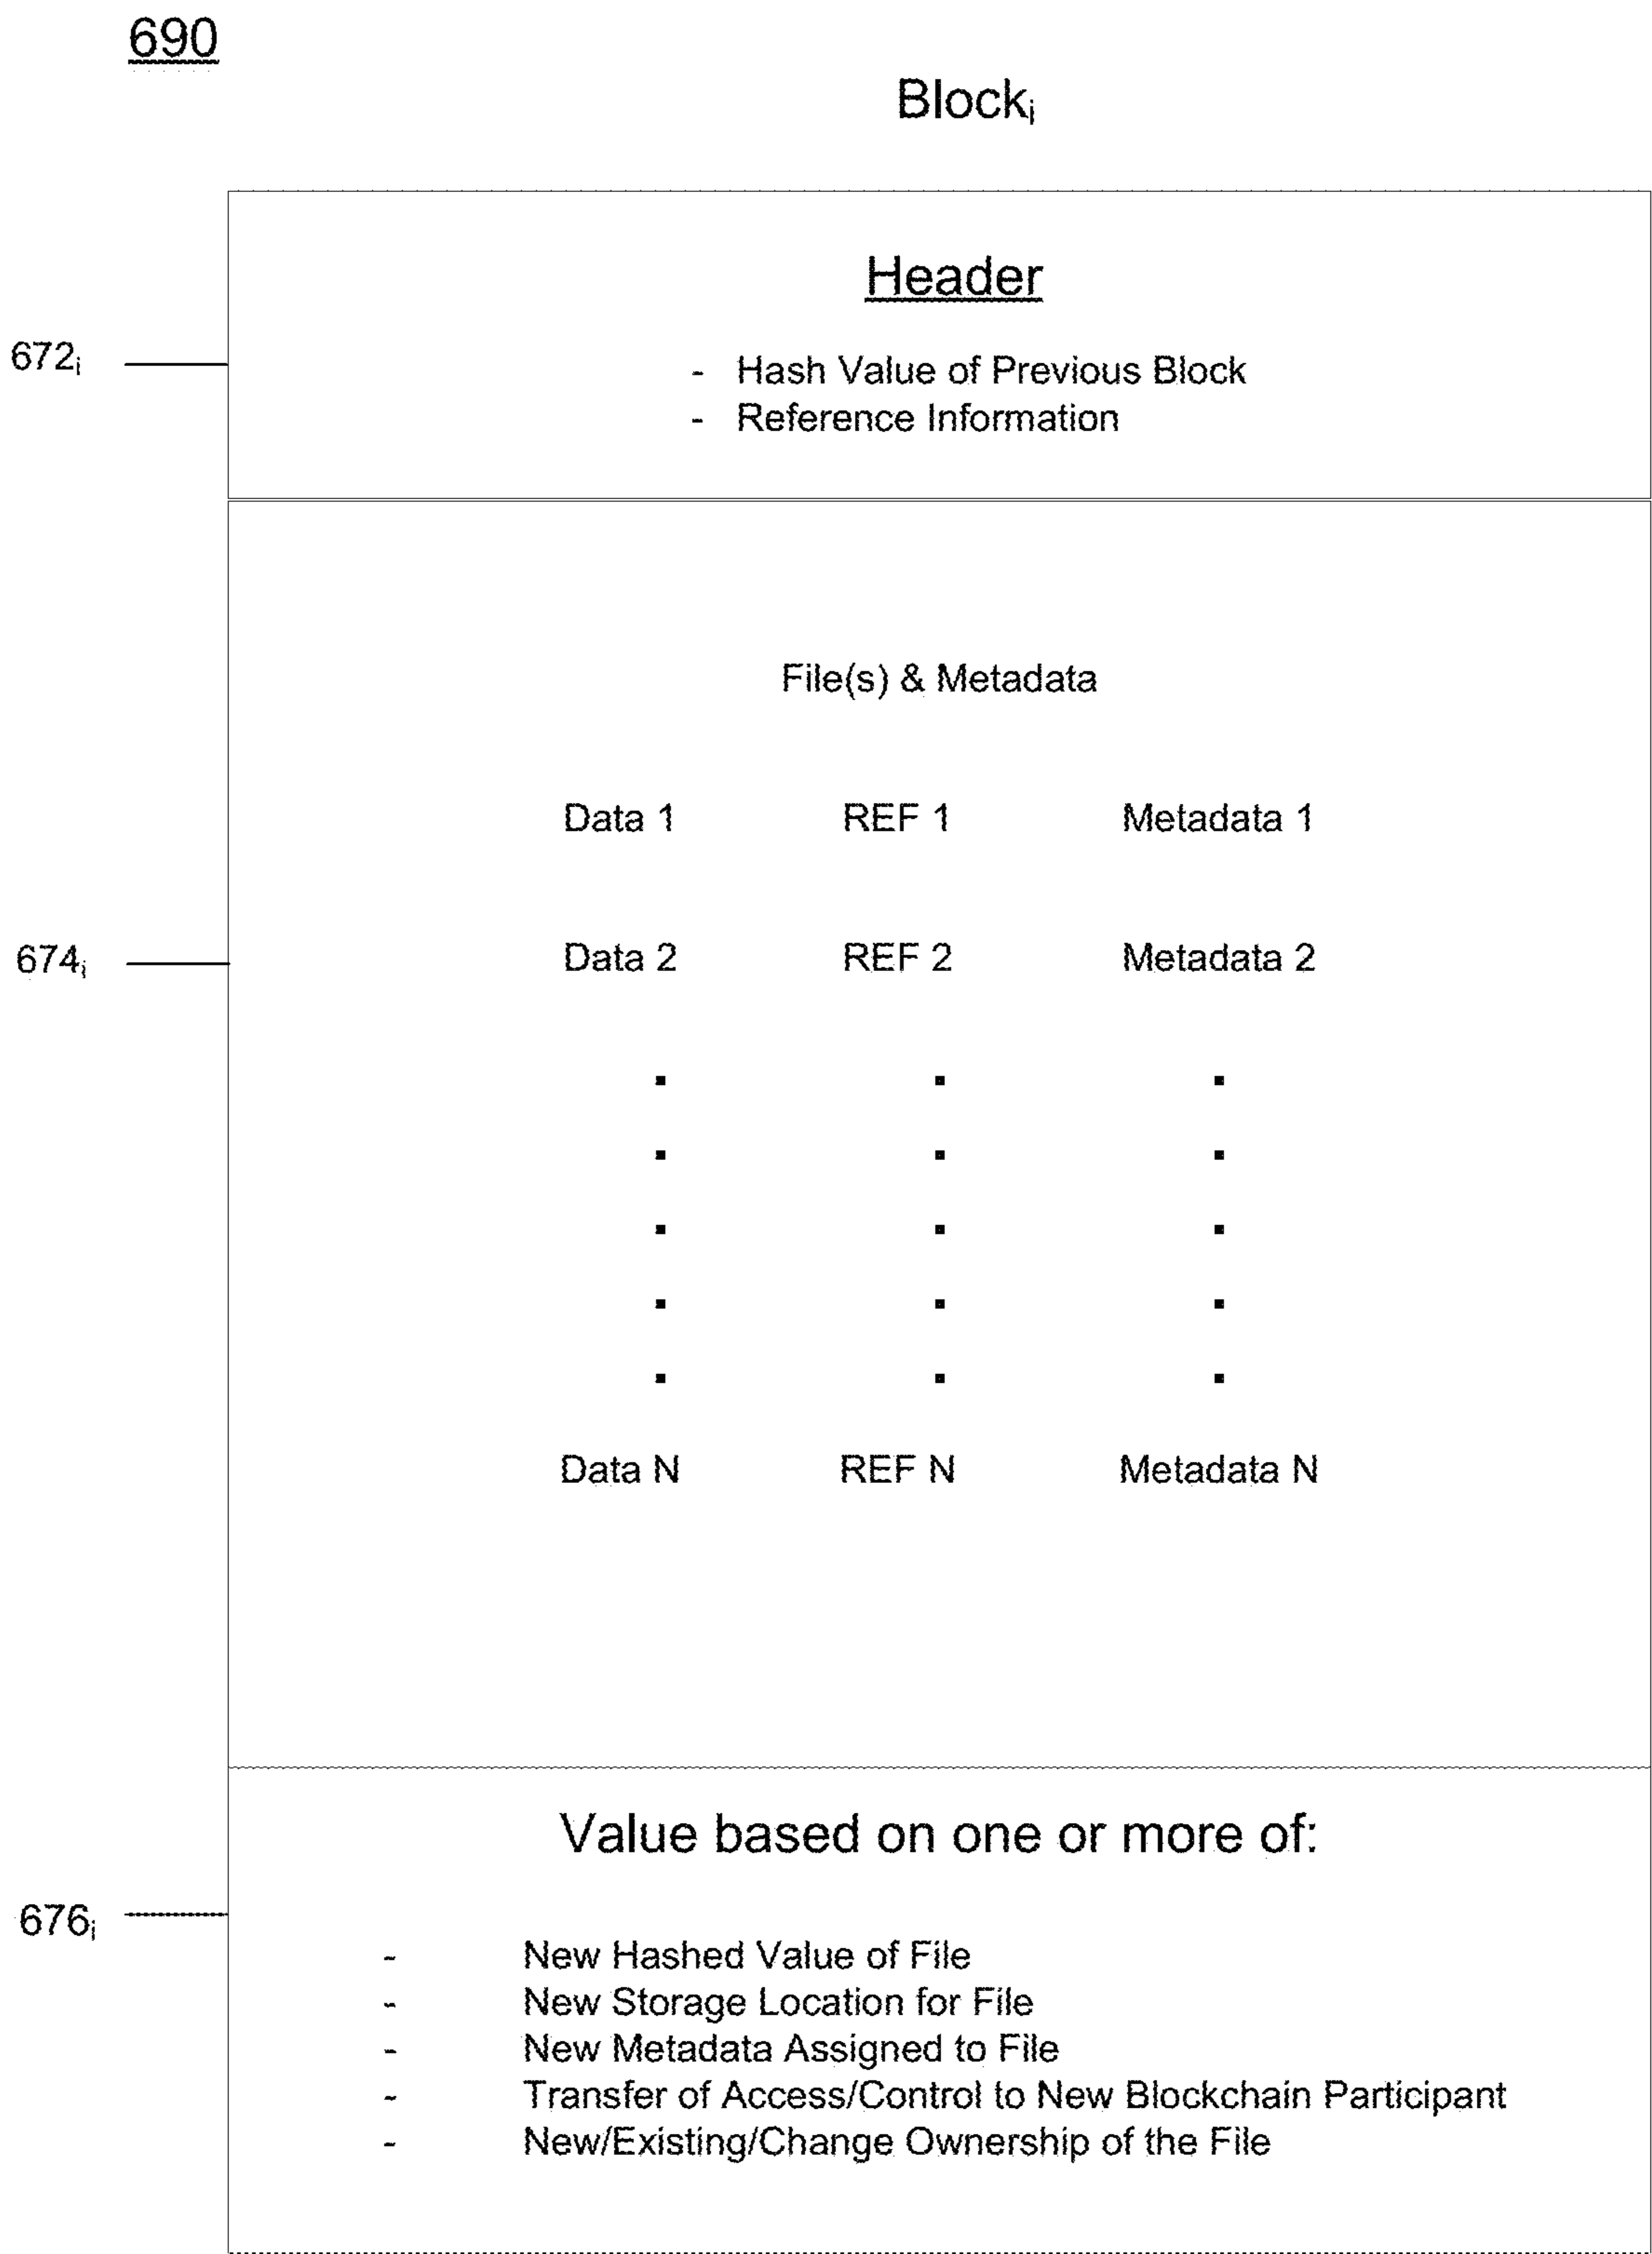 690
Blockᵢ
Header
672ᵢ
- Hash Value of Previous Block
- Reference Information
File(s) & Metadata
Data 1 REF 1 Metadata 1
674ᵢ Data 2 REF 2 Metadata 2
Data N REF N Metadata N
Value based on one or more of:
676ᵢ
- New Hashed Value of File
- New Storage Location for File
- New Metadata Assigned to File
- Transfer of Access/Control to New Blockchain Participant
- New/Existing/Change Ownership of the File